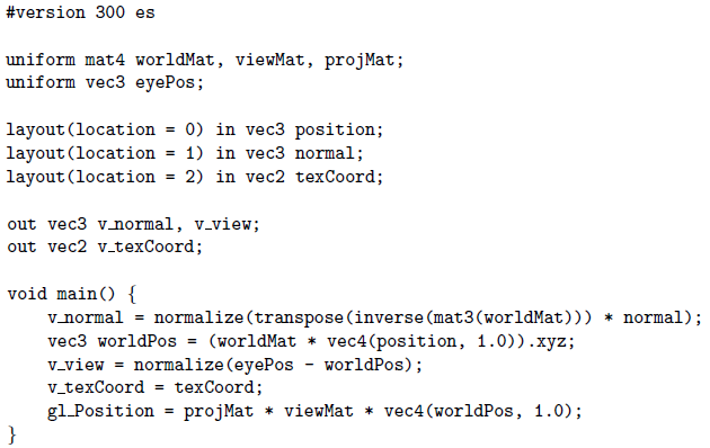 #version 300 es
uniform mat4 worldMat, viewMat, projMat;
uniform vec3 eyePos;
layout(location = 0) in vec3 position;
layout(location = 1) in vec3 normal;
layout(location = 2) in vec2 texCoord;
out vec3 v_normal, v_view;
out vec2 v_texCoord;
void main() {
v_normal = normalize(transpose(inverse(mat3(worldMat))) * normal);
vec3 worldPos = (worldMat * vec4(position, 1.0)).xyz;
v_view = normalize(eyePos - worldPos);
v_texCoord = texCoord;
gl_Position = projMat * viewMat * vec4(worldPos, 1.0);
}